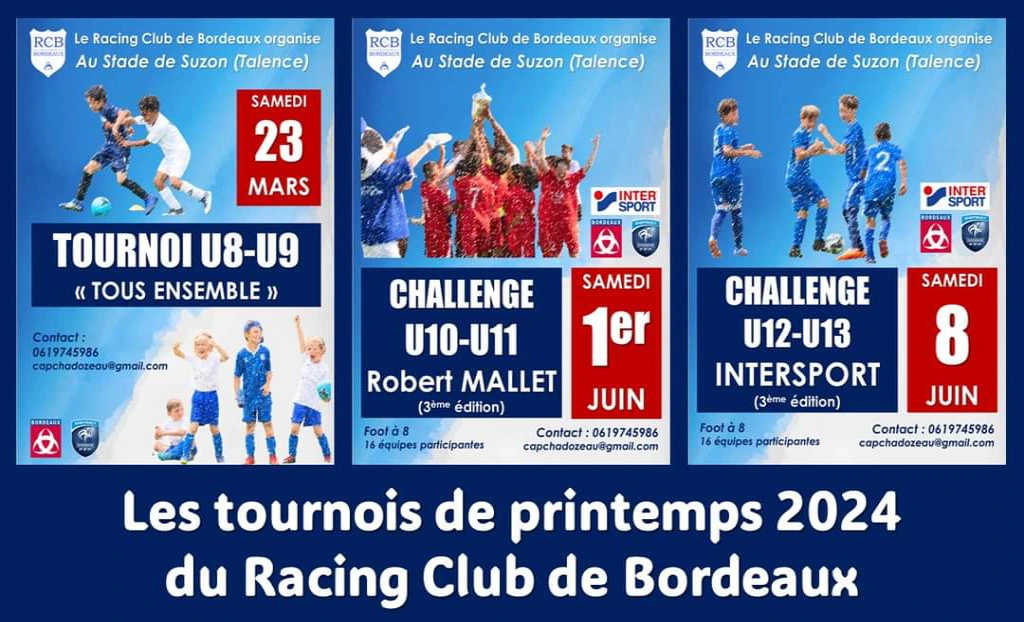 RCB
BORDEAUX
Le Racing Club de Bordeaux organise
Au Stade de Suzon (Talence)
SAMEDI
23
MARS
TOURNOI U8-U9
« TOUS ENSEMBLE »
Contact :
0619745986
capchadozeau@gmail.com
BORDEAUX
RCB
BORDEAUX
Le Racing Club de Bordeaux organise
Au Stade de Suzon (Talence)
7
INTER
SPORT
BORDEAUX
CHALLENGE
U10-U11
Robert MALLET
(3ème édition)
SAMEDI
1er
JUIN
Foot à 8
16 équipes participantes
Contact : 0619745986
capchadozeau@gmail.com
RCB
BORDEAUX
Le Racing Club de Bordeaux organise
Au Stade de Suzon (Talence)
2
INTER
SPORT
BORDEAUX
CHALLENGE
U12-U13
INTERSPORT
(3ème édition)
SAMEDI
8
JUIN
Foot à 8
16 équipes participantes
Contact : 0619745986
capchadozeau@gmail.com
Les tournois de printemps 2024
du Racing Club de Bordeaux